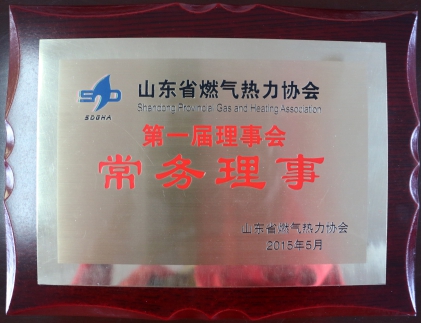 山东省燃气热力协会
Shandong Provincial Gas and Heating Association
SDGHA
第一届理事会
常务理事
山东省燃气热力协会
2015年5月